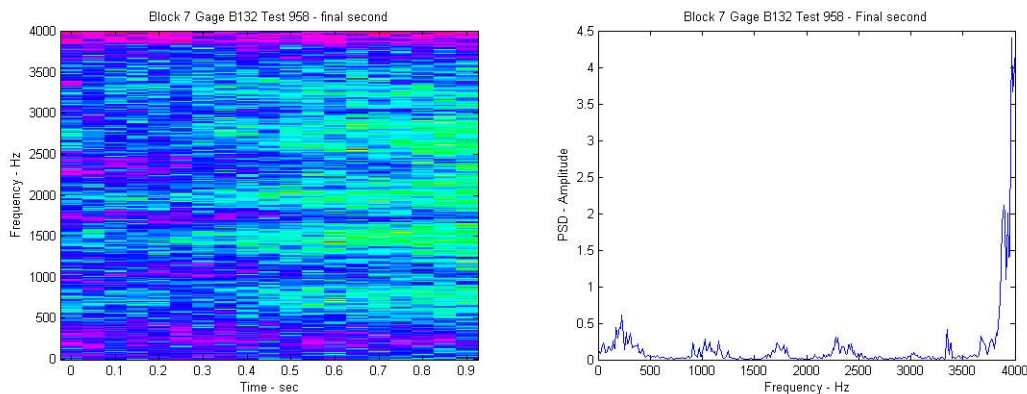 Block 7 Gage B132 Test 958 - final second
4000
3500
3000
2500
2000
1500
1000
500
0
Frequency - Hz
0 0.1 0.2 0.3 0.4 0.5 0.6 0.7 0.8 0.9
Time - sec
Block 7 Gage B132 Test 958 - Final second
4.5
4
3.5
3
2.5
2
1.5
1
0.5
0
PSD - Amplitude
0 500 1000 1500 2000 2500 3000 3500 4000
Frequency - Hz